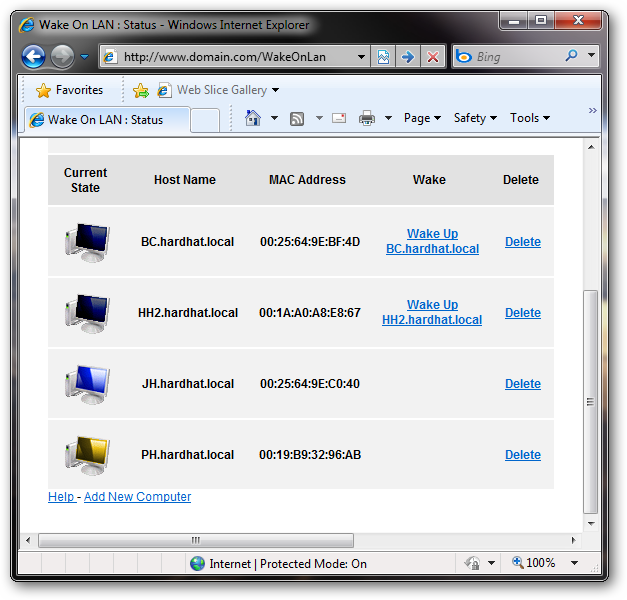 Wake On LAN : Status - Windows Internet Explorer
http://www.domain.com/WakeOnLan
Bing
Favorites
Web Slice Gallery
Wake On LAN : Status
Page
Safety
Tools
»
Current
State
Host Name
MAC Address
Wake
Delete
BC.hardhat.local
00:25:64:9E:BF:4D
Wake Up
BC.hardhat.local
Delete
HH2.hardhat.local
00:1A:A0:A8:E8:67
Wake Up
HH2.hardhat.local
Delete
JH.hardhat.local
00:25:64:9E:C0:40
Delete
PH.hardhat.local
00:19:B9:32:96:AB
Delete
Help - Add New Computer
Internet | Protected Mode: On
100%